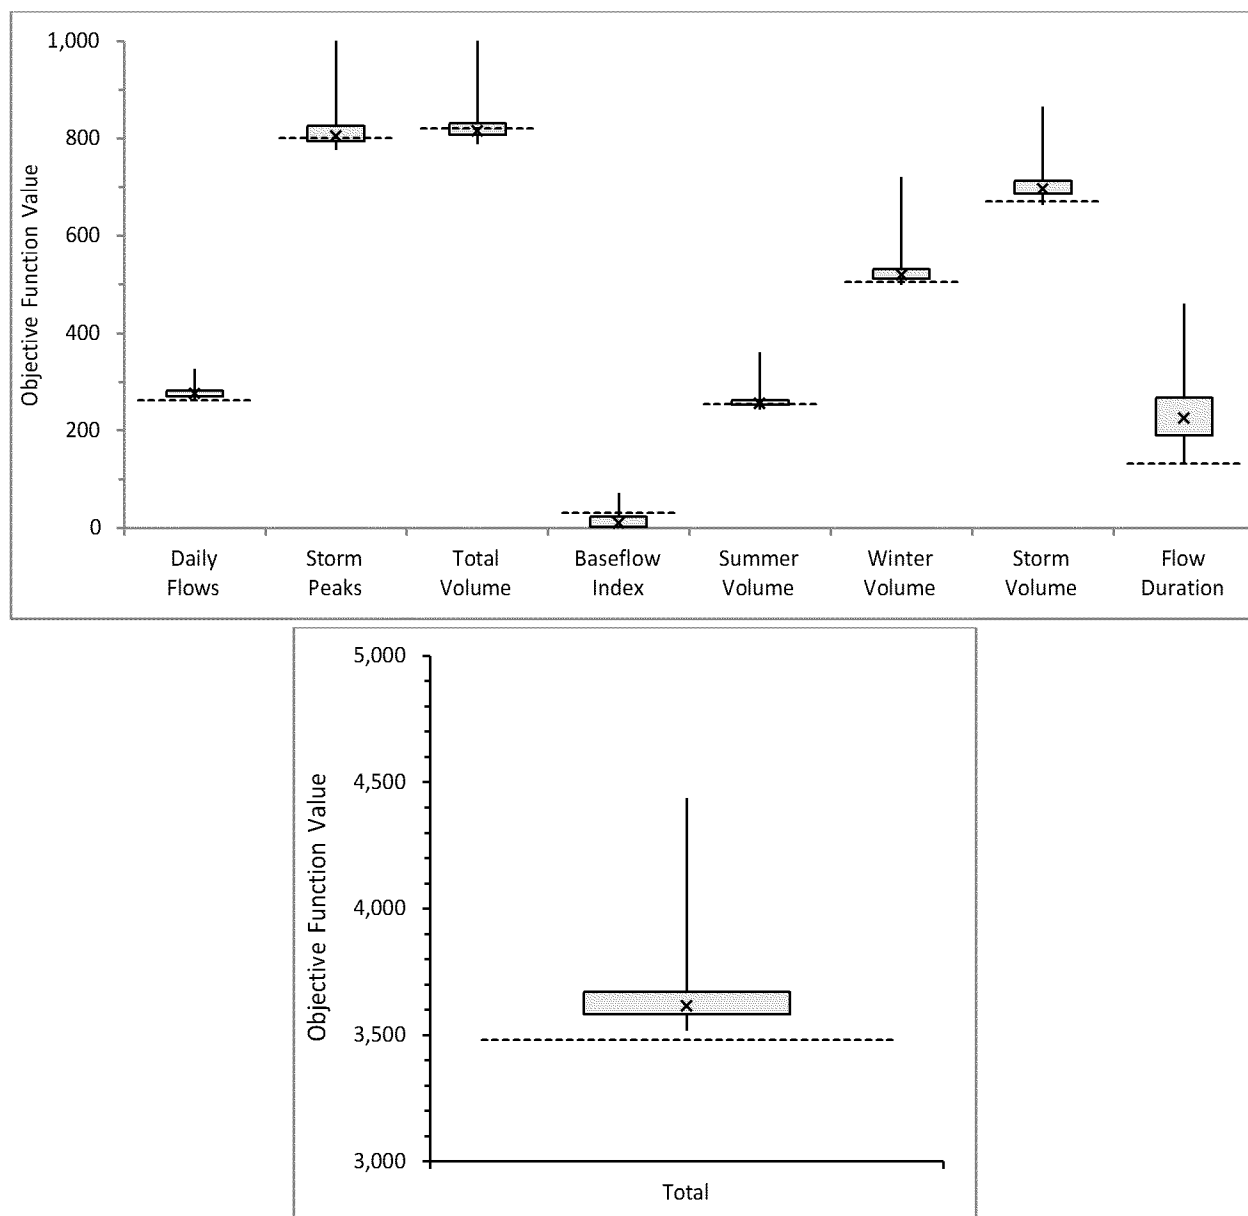 Objective Function Value
1,000
800
600
400
200
0
Daily
Flows
Storm
Peaks
Total
Volume
Baseflow
Index
Summer
Volume
Winter
Volume
Storm
Volume
Flow
Duration
Objective Function Value
5,000
4,500
4,000
3,500
3,000
Total